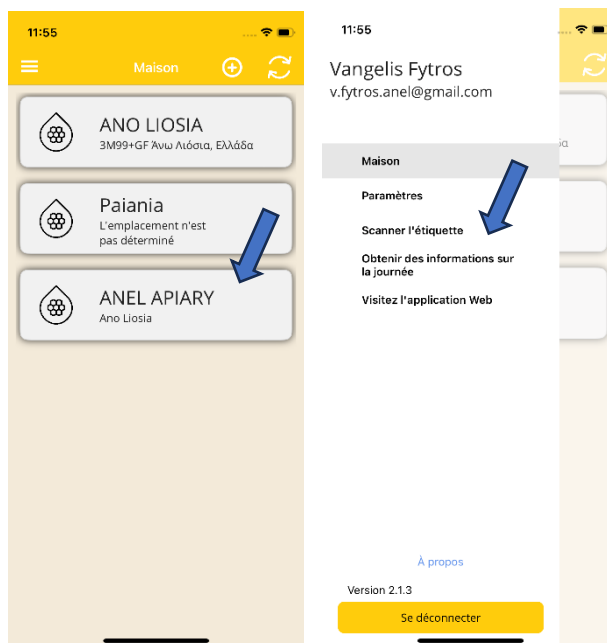 11:55
Maison
ANO LIOSIA
3M99+GF Άνω Λιόσια, Ελλάδα
Paiania
L'emplacement n'est
pas déterminé
ANEL APIARY
Ano Liosia
11:55
Vangelis Fytros
v.fytros.anel@gmail.com
Maison
Paramètres
Scanner l'étiquette
Obtenir des informations sur
la journée
Visitez l'application Web
À propos
Version 2.1.3
Se déconnecter